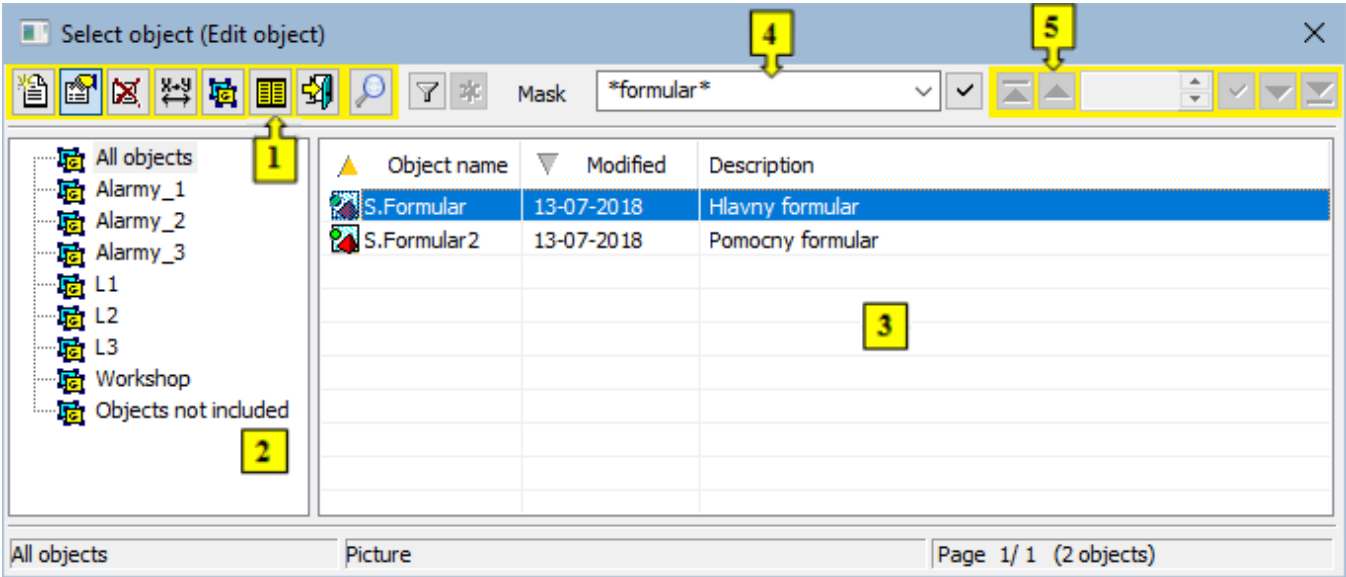 Select object (Edit object)
4
5
Mask *formular*
1
All objects
Alarmy_1
Alarmy_2
Alarmy_3
L1
L2
L3
Workshop
Objects not included
2
Object name Modified Description
S.Formular 13-07-2018 Hlavny formular
S.Formular2 13-07-2018 Pomocny formular
3
All objects Picture Page 1/ 1 (2 objects)